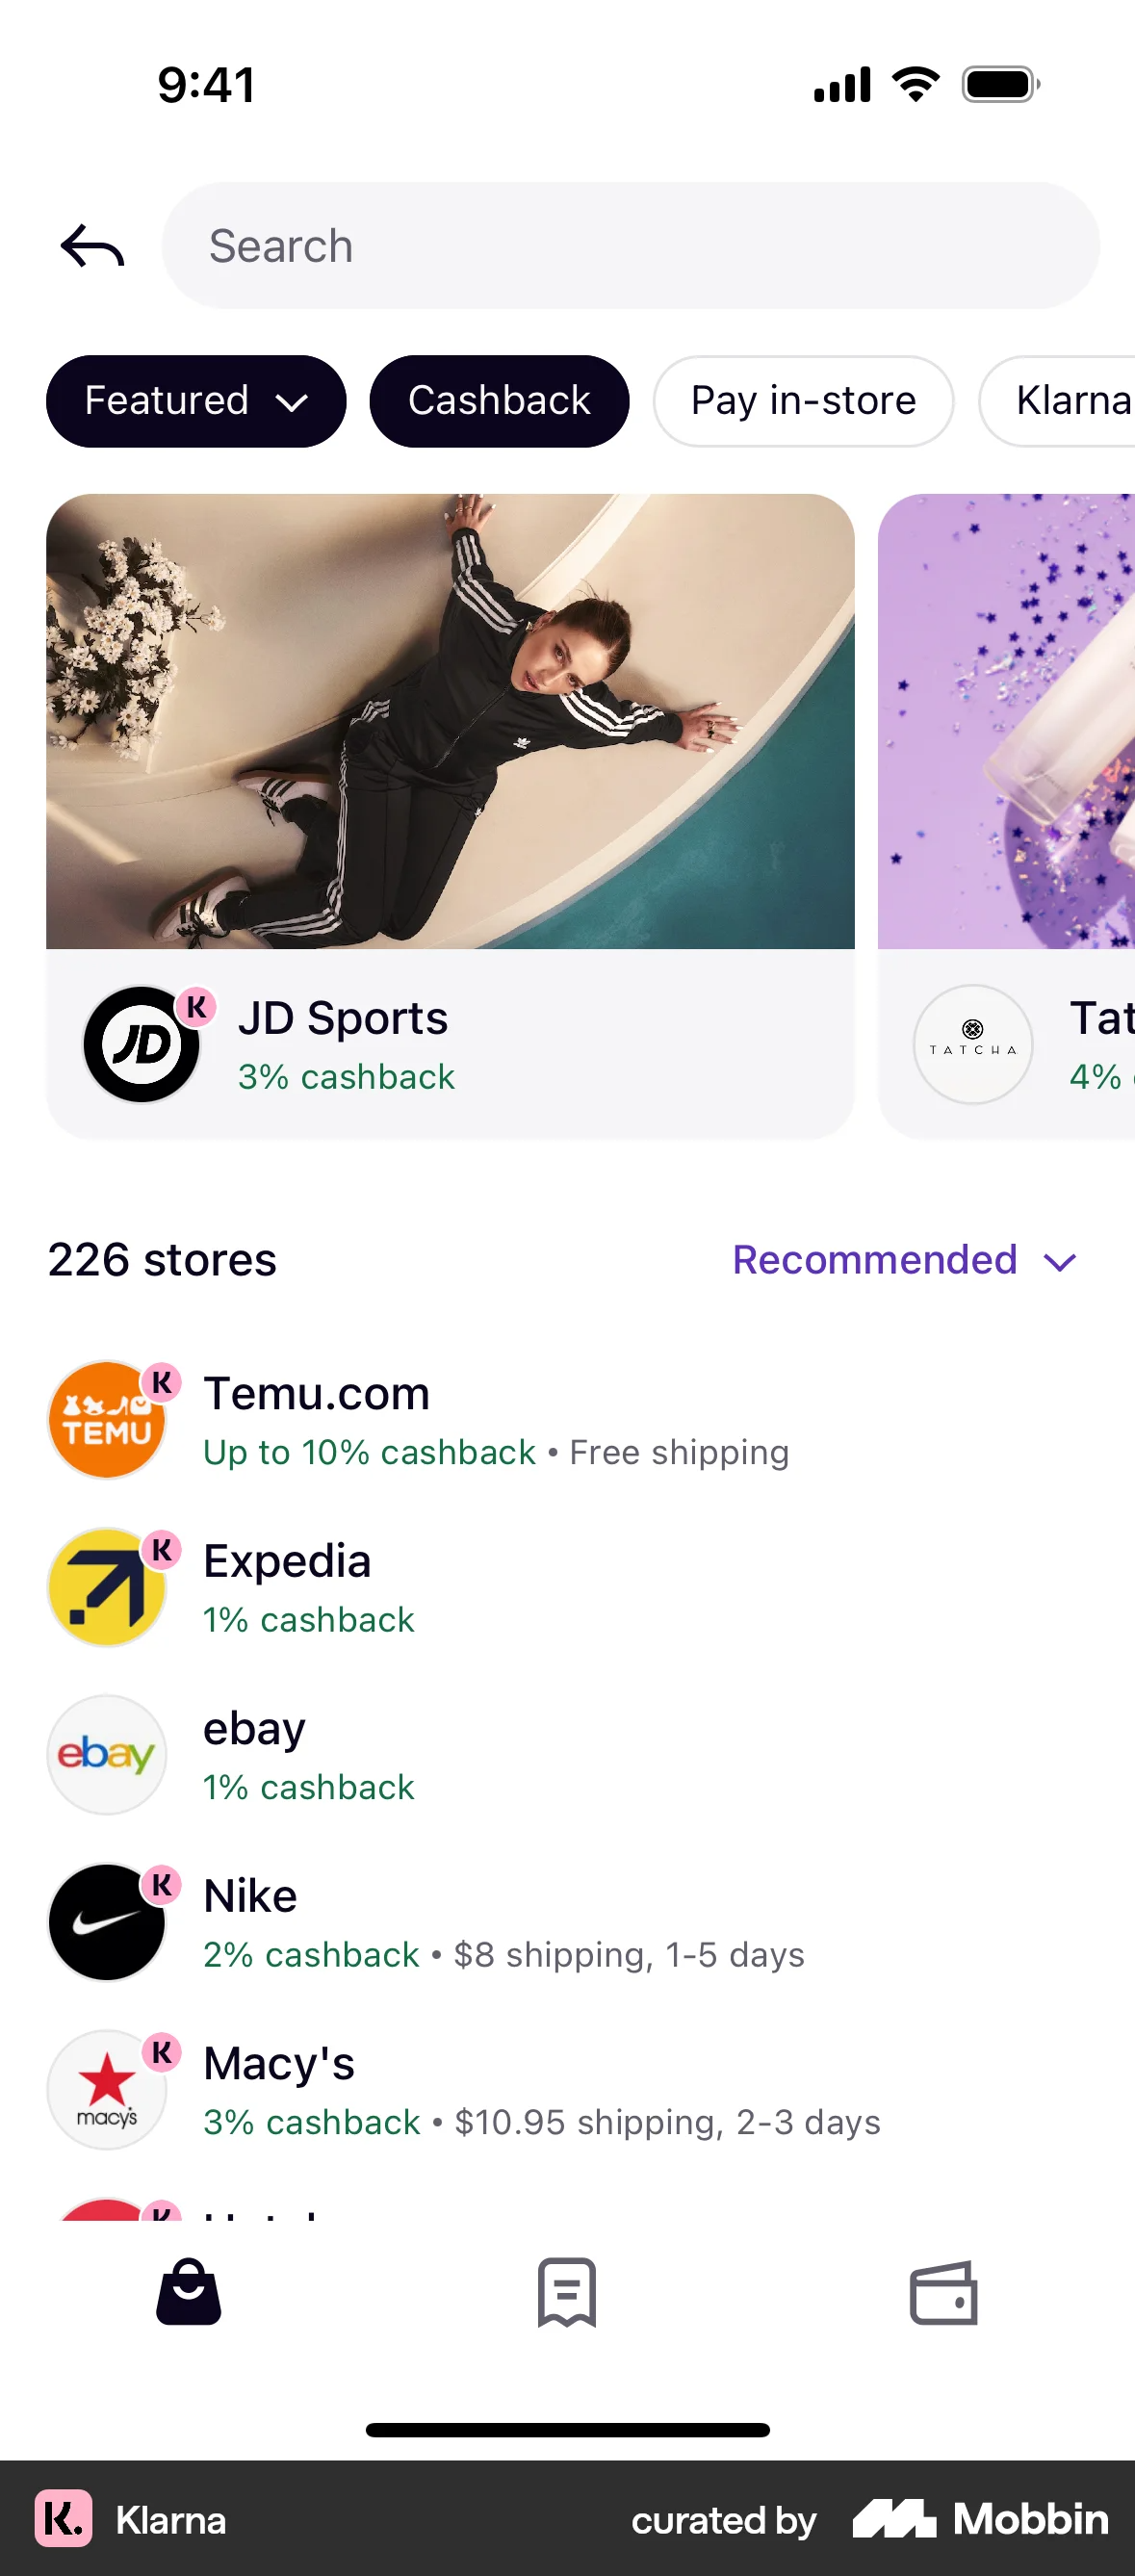 9:41
Search
Featured
Cashback
Pay in-store
Klarna
K
JD
JD Sports
3% cashback
TATCHA
Tat
4%
226 stores
Recommended
K
TEMU
Temu.com
Up to 10% cashback • Free shipping
K
Expedia
1% cashback
ebay
ebay
1% cashback
K
Nike
2% cashback • $8 shipping, 1-5 days
K
macy's
Macy's
3% cashback • $10.95 shipping, 2-3 days
K
K.
Klarna
curated by
Mobbin